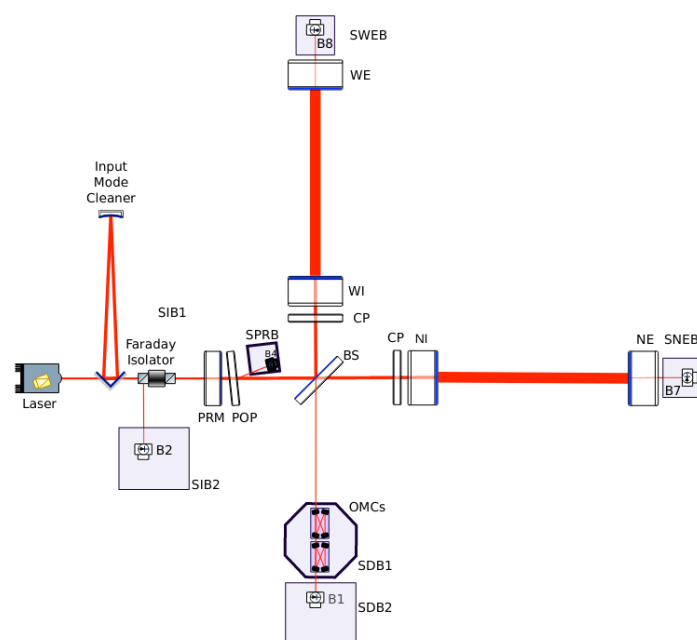 B8
SWEB
WE
Input
Mode
Cleaner
WI
SIB1
CP
SPRB
Faraday
Isolator
B4
BS
CP
NI
NE
SNEB
B7
Laser
PRM
POP
B2
SIB2
OMCs
SDB1
B1
SDB2